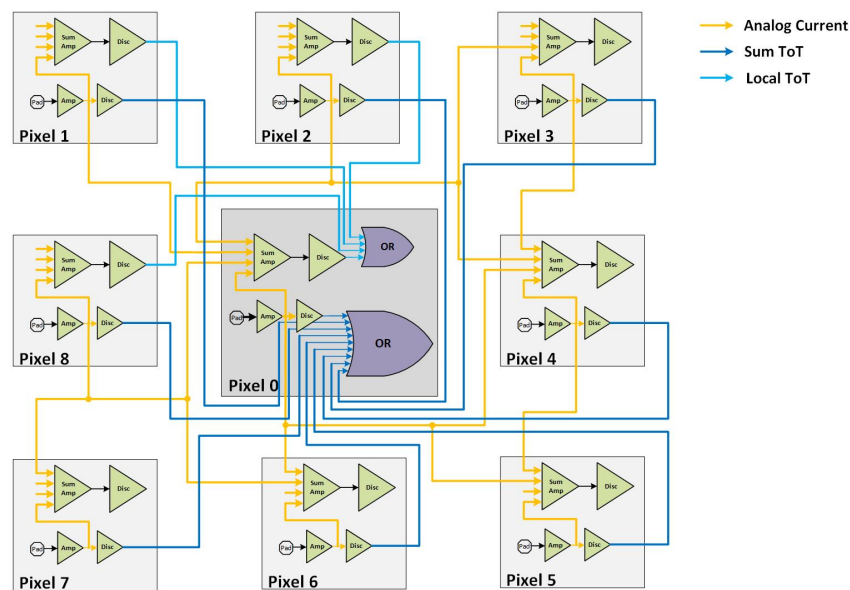 Sum
Amp
Disc
Pad
Amp
Disc
Pixel 1
Sum
Amp
Disc
Pad
Amp
Disc
Pixel 2
Sum
Amp
Disc
Pad
Amp
Disc
Pixel 3
Analog Current
Sum ToT
Local ToT
Sum
Amp
Disc
Pad
Amp
Disc
Pixel 8
Sum
Amp
Disc
OR
Pad
Amp
Disc
OR
Pixel 0
Sum
Amp
Disc
Pad
Amp
Disc
Pixel 4
Sum
Amp
Disc
Pad
Amp
Disc
Pixel 7
Sum
Amp
Disc
Pad
Amp
Disc
Pixel 6
Sum
Amp
Disc
Pad
Amp
Disc
Pixel 5